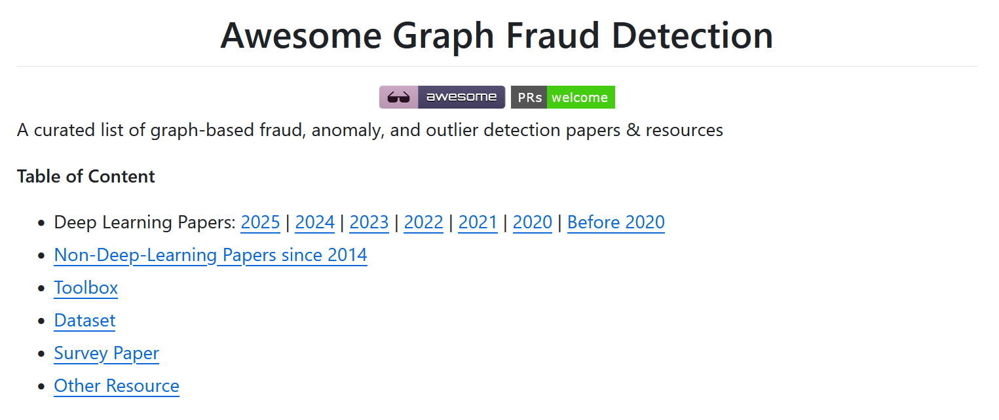 Awesome Graph Fraud Detection
awesome PRs welcome
A curated list of graph-based fraud, anomaly, and outlier detection papers & resources
Table of Content
• Deep Learning Papers: 2025 | 2024 | 2023 | 2022 | 2021 | 2020 | Before 2020
• Non-Deep-Learning Papers since 2014
• Toolbox
• Dataset
• Survey Paper
• Other Resource